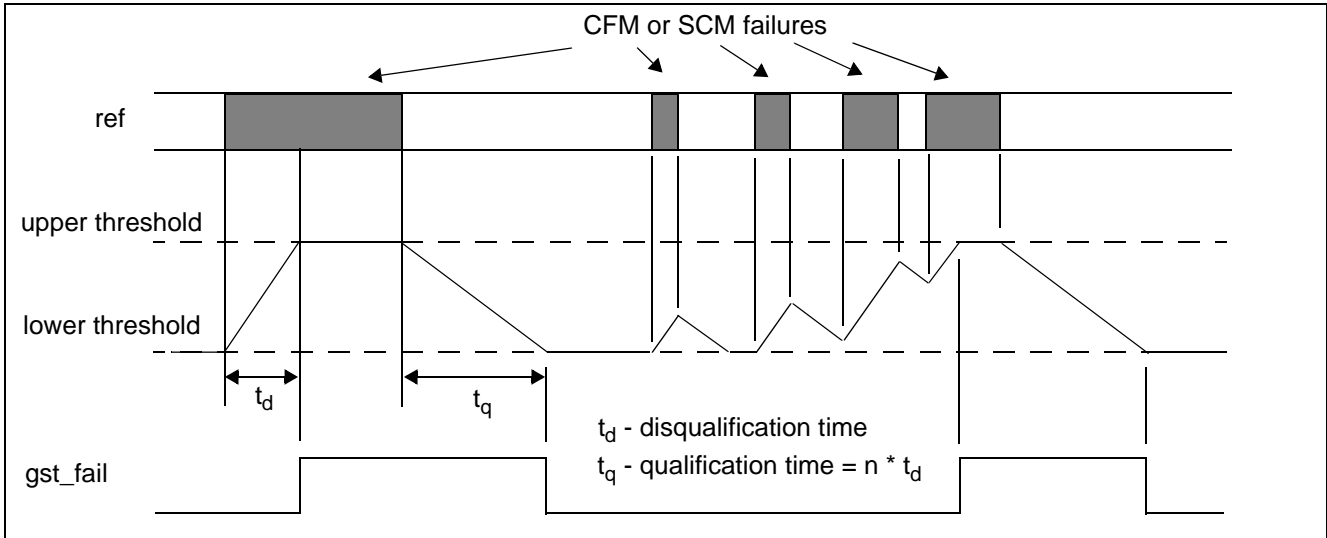 CFM or SCM failures
ref
upper threshold
lower threshold
td
tq
td - disqualification time
tq - qualification time = n * td
gst_fail